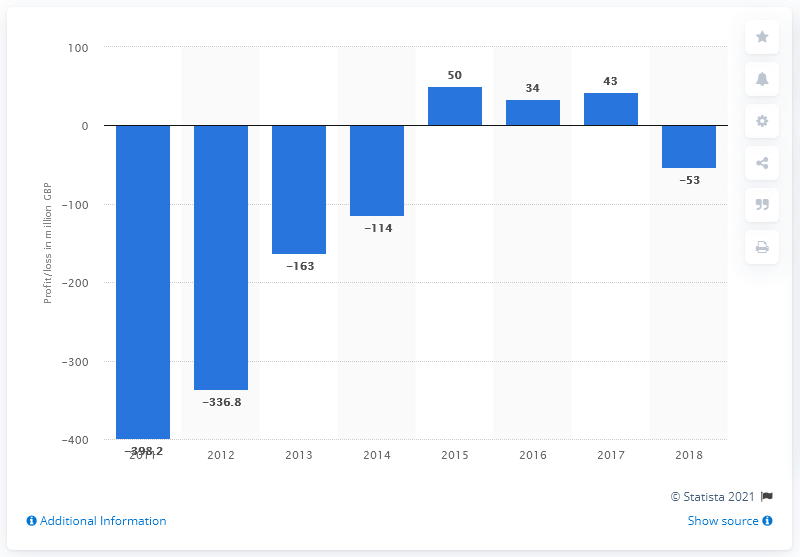 100
50
43
34
0
−53
Profit/loss in million GBP
−100
−114
−163
−200
−300
−336.8
−400
−398.2
2011 2012 2013 2014 2015 2016 2017 2018
© Statista 2021
Additional Information
Show source